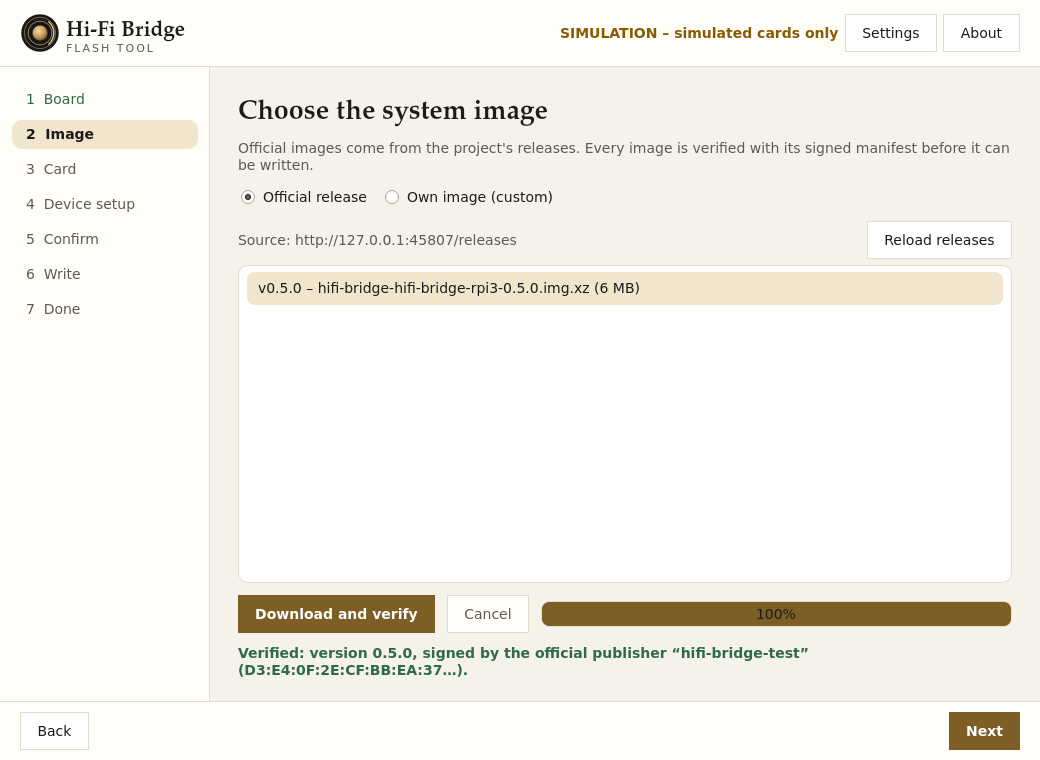 Hi-Fi Bridge
FLASH TOOL
SIMULATION – simulated cards only
Settings
About
1 Board
2 Image
3 Card
4 Device setup
5 Confirm
6 Write
7 Done
Choose the system image
Official images come from the project's releases. Every image is verified with its signed manifest before it can
be written.
Official release
Own image (custom)
Source: http://127.0.0.1:45807/releases
Reload releases
v0.5.0 – hifi-bridge-hifi-bridge-rpi3-0.5.0.img.xz (6 MB)
Download and verify
Cancel
100%
Verified: version 0.5.0, signed by the official publisher “hifi-bridge-test”
(D3:E4:0F:2E:CF:BB:EA:37…).
Back
Next